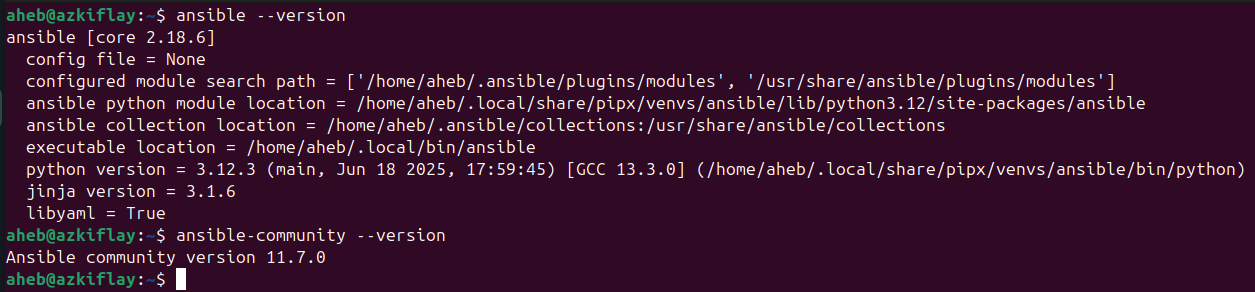 aheb@azkiflay:~$ ansible --version
ansible [core 2.18.6]
  config file = None
  configured module search path = ['/home/aheb/.ansible/plugins/modules', '/usr/share/ansible/plugins/modules']
  ansible python module location = /home/aheb/.local/share/pipx/venvs/ansible/lib/python3.12/site-packages/ansible
  ansible collection location = /home/aheb/.ansible/collections:/usr/share/ansible/collections
  executable location = /home/aheb/.local/bin/ansible
  python version = 3.12.3 (main, Jun 18 2025, 17:59:45) [GCC 13.3.0] (/home/aheb/.local/share/pipx/venvs/ansible/bin/python)
  jinja version = 3.1.6
  libyaml = True
aheb@azkiflay:~$ ansible-community --version
Ansible community version 11.7.0
aheb@azkiflay:~$